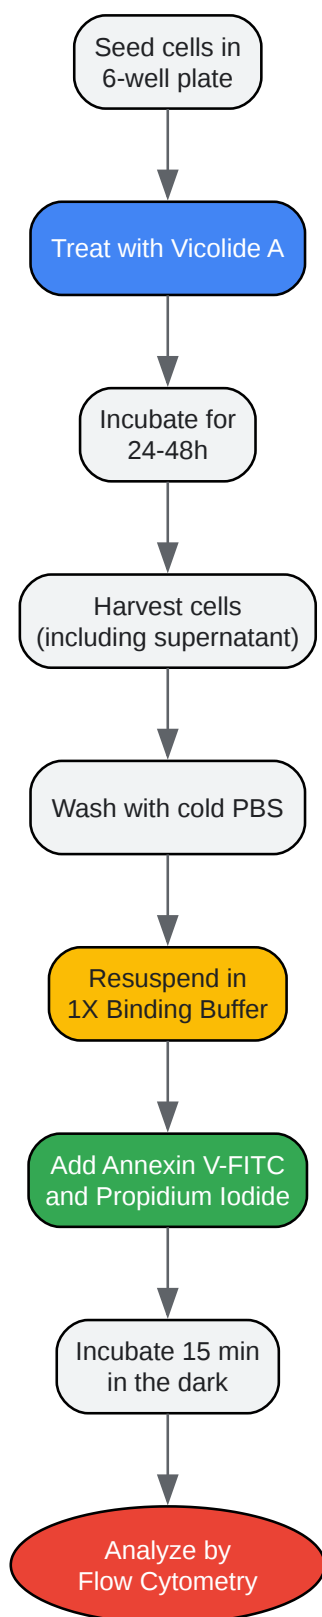 Seed cells in
6-well plate
Treat with Vicolide A
Incubate for
24-48h
Harvest cells
(including supernatant)
Wash with cold PBS
Resuspend in
1X Binding Buffer
Add Annexin V-FITC
and Propidium Iodide
Incubate 15 min
in the dark
Analyze by
Flow Cytometry